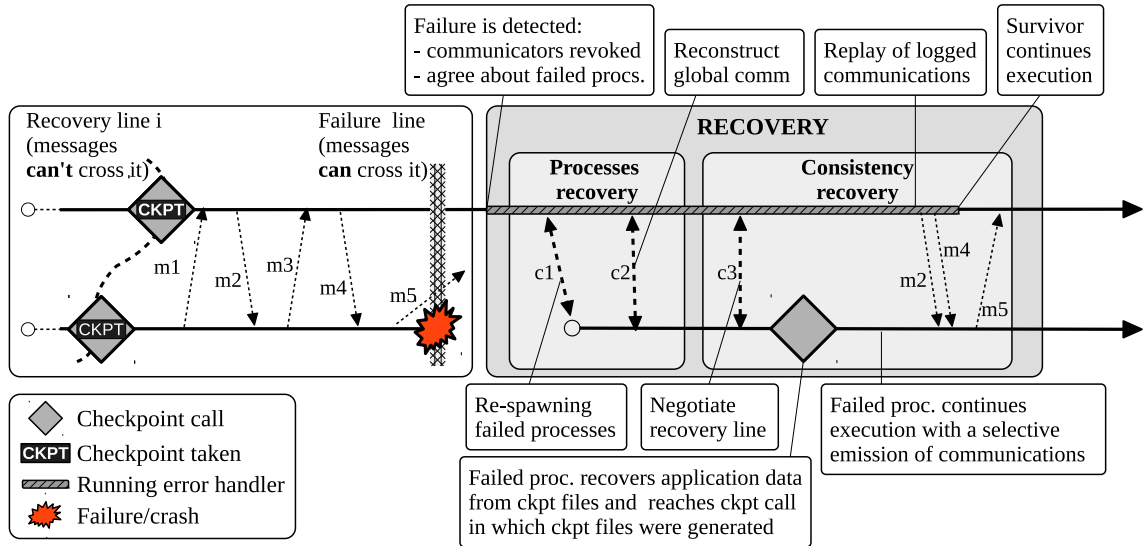 Failure is detected:
- communicators revoked
- agree about failed procs.
Reconstruct
global comm
Replay of logged
communications
Survivor
continues
execution
Recovery line i
(messages
can't cross it)
Failure line
(messages
can cross it)
RECOVERY
Processes
recovery
Consistency
recovery
CKPT
CKPT
m1
m2
m3
m4
m5
c1
c2
c3
m2
m4
m5
Re-spawning
failed processes
Negotiate
recovery line
Failed proc. continues
execution with a selective
emission of communications
Failed proc. recovers application data
from ckpt files and reaches ckpt call
in which ckpt files were generated
Checkpoint call
CKPT Checkpoint taken
Running error handler
Failure/crash